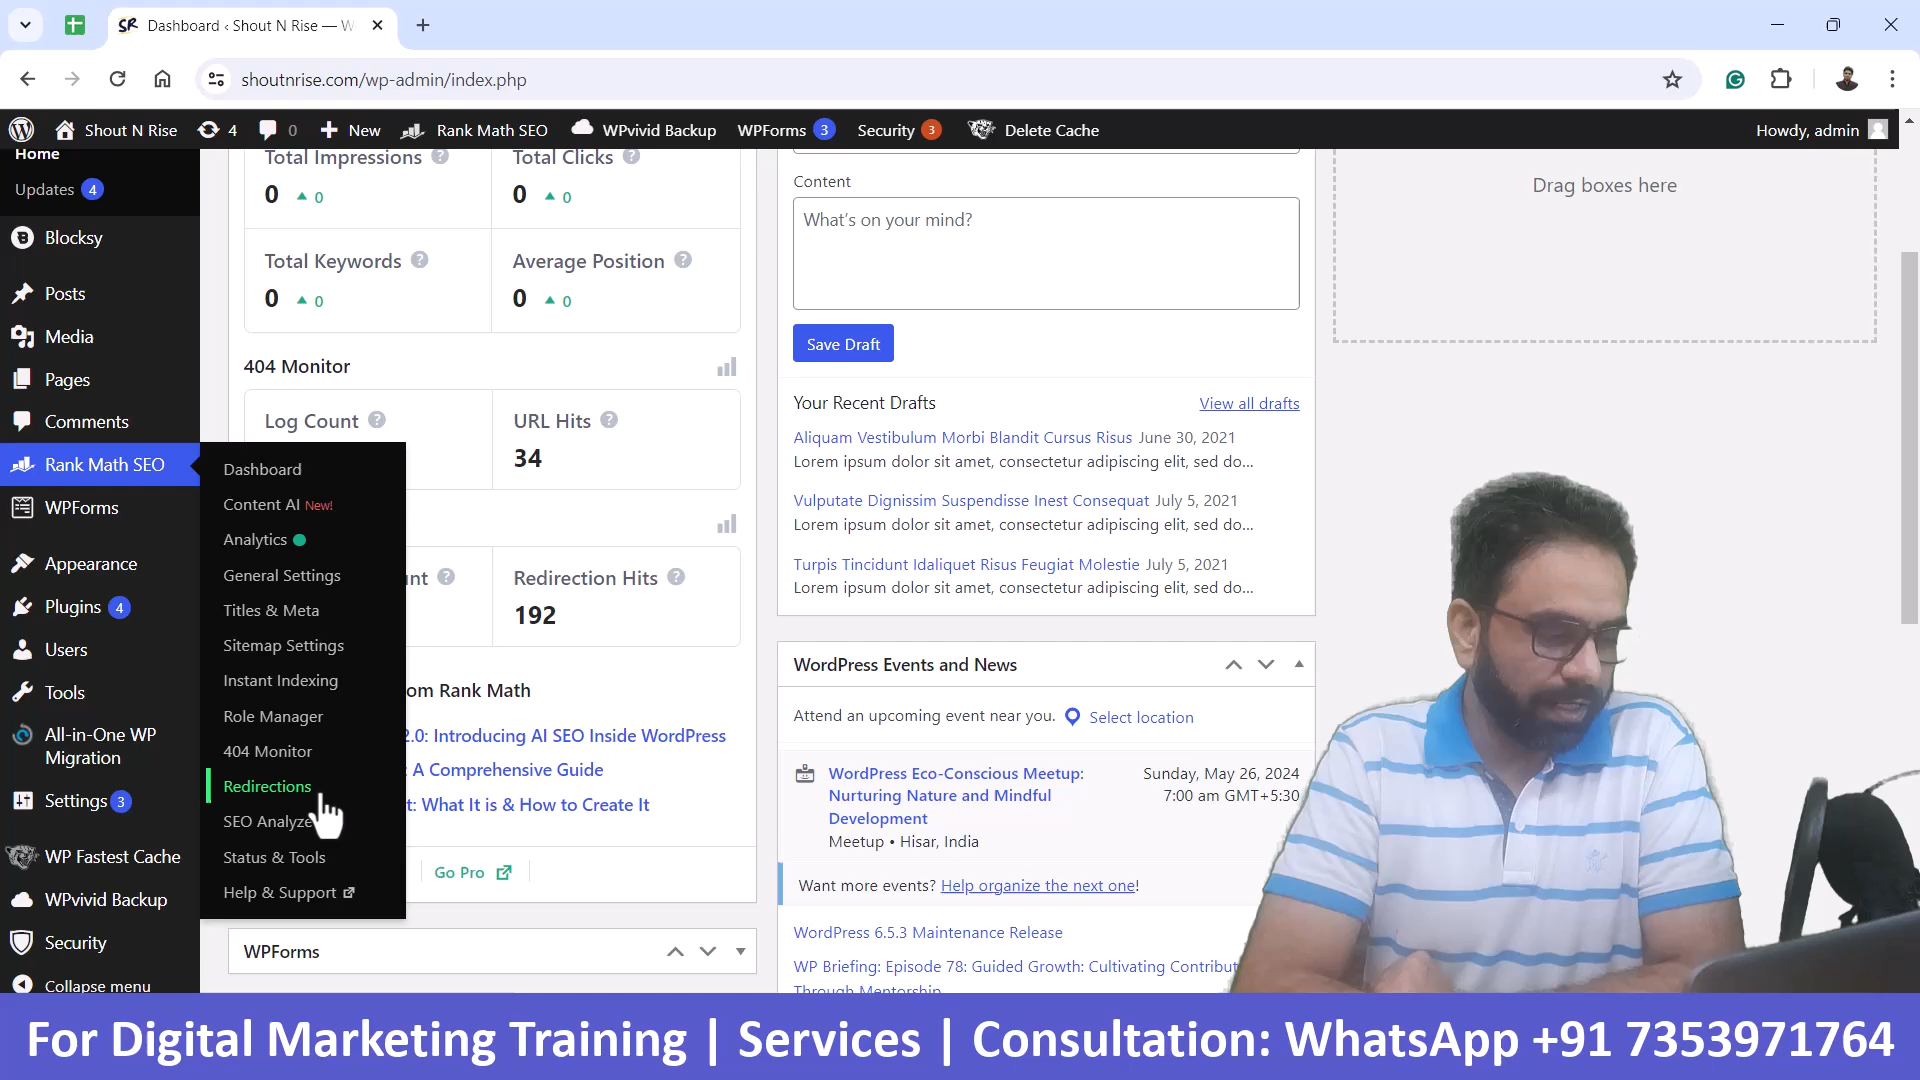 SR Dashboard ‹ Shout N Rise — W
shoutnrise.com/wp-admin/index.php
Shout N Rise 4 0 New Rank Math SEO WPvivid Backup WPForms 3 Security 3 Delete Cache Howdy, admin
Home
Updates 4
Blocksy
Posts
Media
Pages
Comments
Rank Math SEO
WPForms
Appearance
Plugins 4
Users
Tools
All-in-One WP
Migration
Settings 3
WP Fastest Cache
WPvivid Backup
Security
Collapse menu
Dashboard
Content AI New!
Analytics
General Settings
Titles & Meta
Sitemap Settings
Instant Indexing
Role Manager
404 Monitor
Redirections
SEO Analyze
Status & Tools
Help & Support
Total Impressions ? Total Clicks ?
0 0 0 0
Total Keywords ? Average Position ?
0 0 0 0
404 Monitor
Log Count ? URL Hits ?
34
unt ? Redirection Hits ?
192
om Rank Math
2.0: Introducing AI SEO Inside WordPress
: A Comprehensive Guide
t: What It is & How to Create It
Go Pro
WPForms
Content
What's on your mind?
Save Draft
Your Recent Drafts View all drafts
Aliquam Vestibulum Morbi Blandit Cursus Risus June 30, 2021
Lorem ipsum dolor sit amet, consectetur adipiscing elit, sed do…
Vulputate Dignissim Suspendisse Inest Consequat July 5, 2021
Lorem ipsum dolor sit amet, consectetur adipiscing elit, sed do…
Turpis Tincidunt Idaliquet Risus Feugiat Molestie July 5, 2021
Lorem ipsum dolor sit amet, consectetur adipiscing elit, sed do…
WordPress Events and News
Attend an upcoming event near you. Select location
WordPress Eco-Conscious Meetup: Sunday, May 26, 2024
Nurturing Nature and Mindful 7:00 am GMT+5:30
Development
Meetup • Hisar, India
Want more events? Help organize the next one!
WordPress 6.5.3 Maintenance Release
WP Briefing: Episode 78: Guided Growth: Cultivating Contribut
Through Mentorship
Drag boxes here
For Digital Marketing Training | Services | Consultation: WhatsApp +91 7353971764